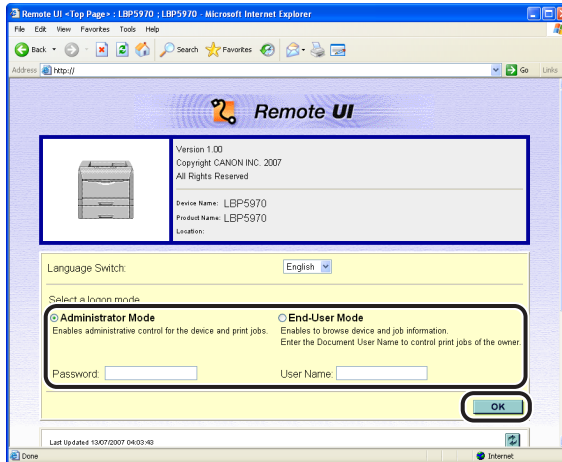 Remote UI <Top Page> : LBP5970 ; LBP5970 - Microsoft Internet Explorer
File Edit View Favorites Tools Help
Back Search Favorites
Address http:// Go Links
Remote UI
Version 1.00
Copyright CANON INC. 2007
All Rights Reserved
Device Name: LBP5970
Product Name: LBP5970
Location:
Language Switch: English
Select a logon mode
Administrator Mode End-User Mode
Enables administrative control for the device and print jobs. Enables to browse device and job information.
Enter the Document User Name to control print jobs of the owner.
Password: User Name:
OK
Last Updated 13/07/2007 04:03:43
Done Internet